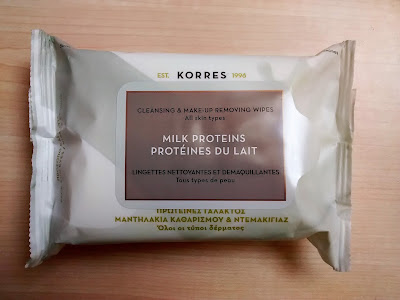 EST. KORRES 1996
CLEANSING & MAKE-UP REMOVING WIPES
All skin types
MILK PROTEINS
PROTÉINES DU LAIT
LINGETTES NETTOYANTES ET DÉMAQUILLANTES
Tous types de peau
ΠΡΩΤΕΪΝΕΣ ΓΑΛΑΚΤΟΣ
ΜΑΝΤΗΛΑΚΙΑ ΚΑΘΑΡΙΣΜΟΥ & ΝΤΕΜΑΚΙΓΙΑΖ
Όλοι οι τύποι δέρματος